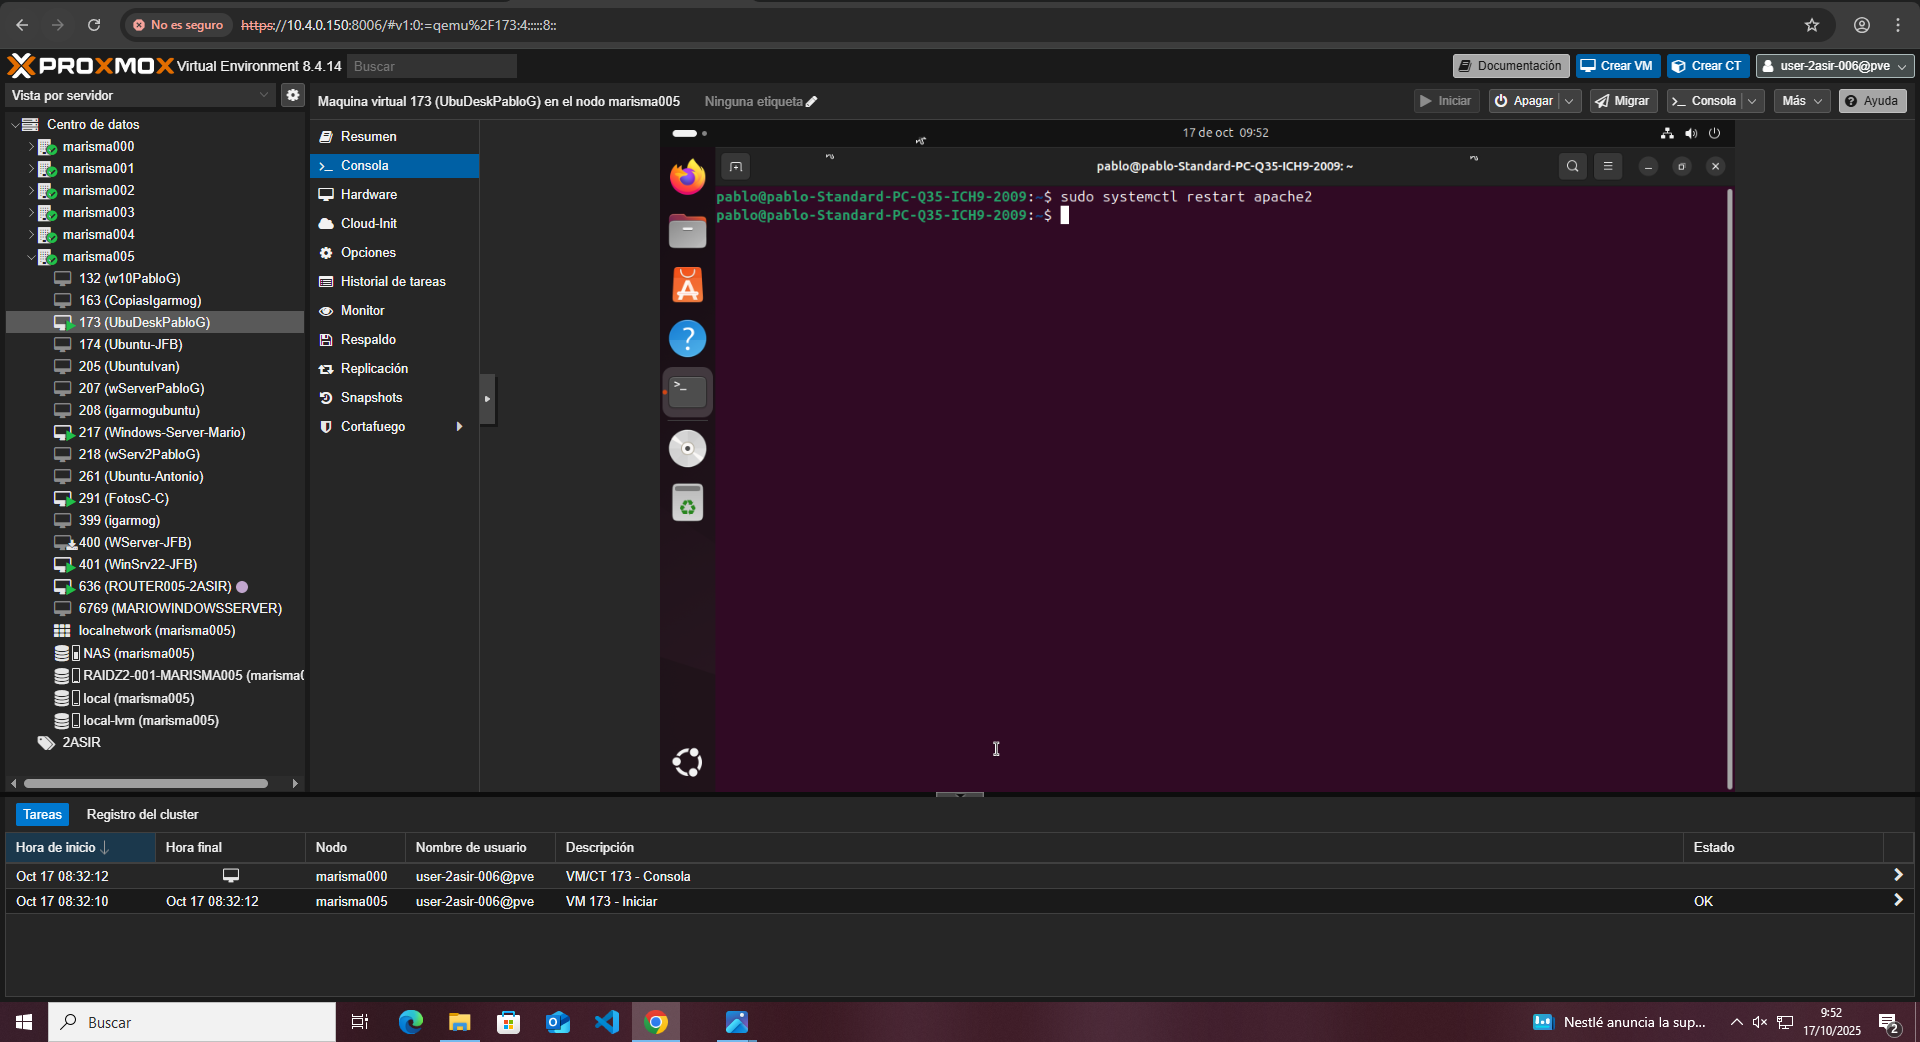 No es seguro https://10.4.0.150:8006/#v1:0:=qemu%2F173:4:::::8::
PROXMOX Virtual Environment 8.4.14 Buscar
Documentación Crear VM Crear CT user-2asir-006@pve
Vista por servidor
Maquina virtual 173 (UbuDeskPabloG) en el nodo marisma005 Ninguna etiqueta
Iniciar Apagar Migrar Consola Más Ayuda
Centro de datos
marisma000
marisma001
marisma002
marisma003
marisma004
marisma005
132 (w10PabloG)
163 (CopiasIgarmog)
173 (UbuDeskPabloG)
174 (Ubuntu-JFB)
205 (UbuntuIvan)
207 (wServerPabloG)
208 (igarmogubuntu)
217 (Windows-Server-Mario)
218 (wServ2PabloG)
261 (Ubuntu-Antonio)
291 (FotosC-C)
399 (igarmog)
400 (WServer-JFB)
401 (WinSrv22-JFB)
636 (ROUTER005-2ASIR)
6769 (MARIOWINDOWSSERVER)
localnetwork (marisma005)
NAS (marisma005)
RAIDZ2-001-MARISMA005 (marisma0
local (marisma005)
local-lvm (marisma005)
2ASIR
Resumen
Consola
Hardware
Cloud-Init
Opciones
Historial de tareas
Monitor
Respaldo
Replicación
Snapshots
Cortafuego
17 de oct 09:52
pablo@pablo-Standard-PC-Q35-ICH9-2009: ~
pablo@pablo-Standard-PC-Q35-ICH9-2009:~$ sudo systemctl restart apache2
pablo@pablo-Standard-PC-Q35-ICH9-2009:~$
Tareas Registro del cluster
Hora de inicio Hora final Nodo Nombre de usuario Descripción Estado
Oct 17 08:32:12 marisma000 user-2asir-006@pve VM/CT 173 - Consola
Oct 17 08:32:10 Oct 17 08:32:12 marisma005 user-2asir-006@pve VM 173 - Iniciar OK
Buscar
Nestlé anuncia la sup...
9:52
17/10/2025
2